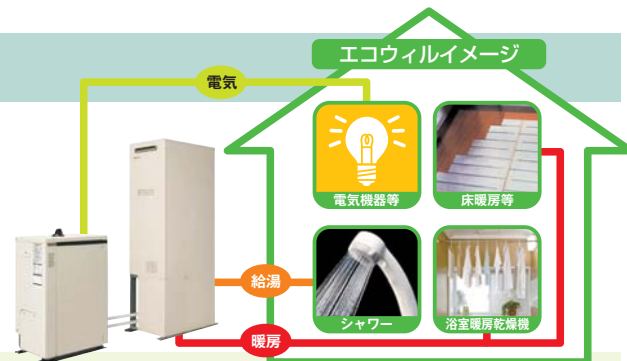 エコウィルイメージ
電気
電気機器等
床暖房等
給湯
シャワー
浴室暖房乾燥機
暖房